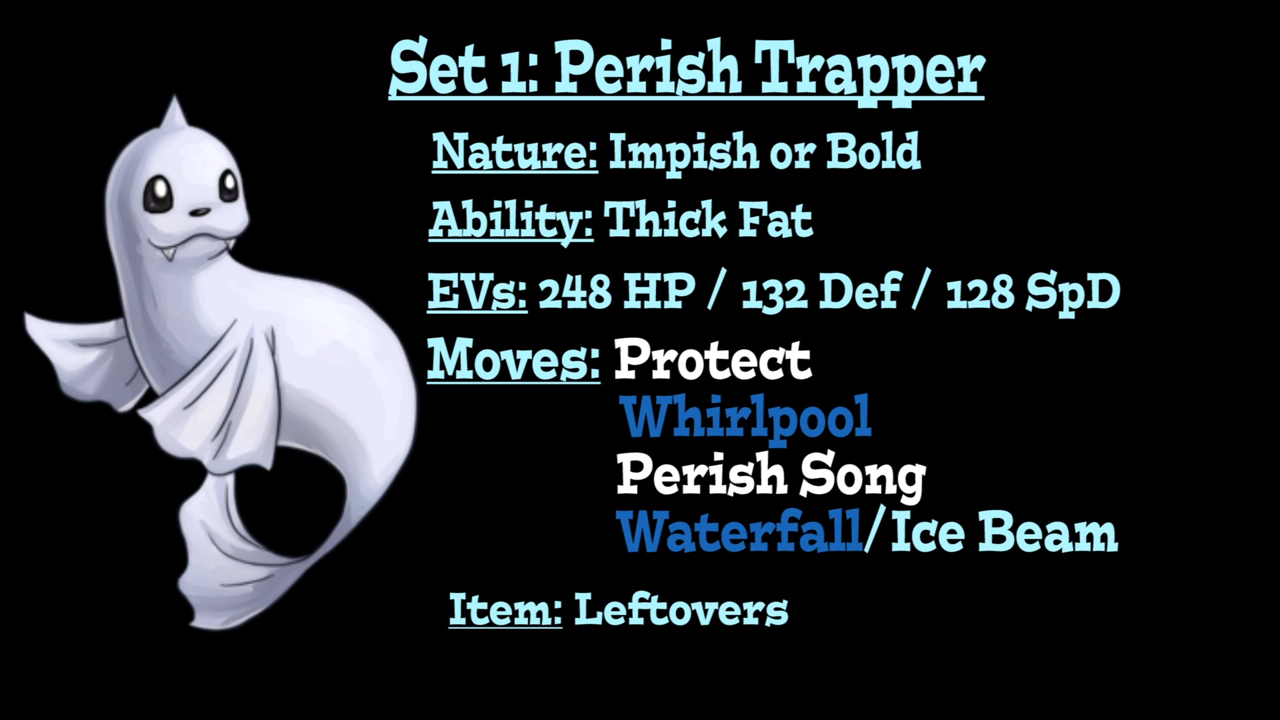 Set 1: Perish Trapper
Nature: Impish or Bold
Ability: Thick Fat
EVs: 248 HP / 132 Def / 128 SpD
Moves: Protect
Whirlpool
Perish Song
Waterfall/Ice Beam
Item: Leftovers